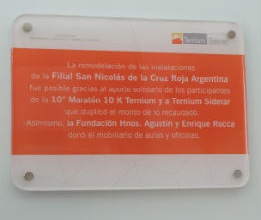 Ternium Siderar
La remodelación de las instalaciones
de la Filial San Nicolás de la Cruz Roja Argentina
fue posible gracias al aporte solidario de los participantes
de la 10° Maratón 10 K Ternium y a Ternium Siderar
que duplicó el monto de lo recaudado.
Asimismo, la Fundación Hnos. Agustín y Enrique Rocca
donó el mobiliario de aulas y oficinas.